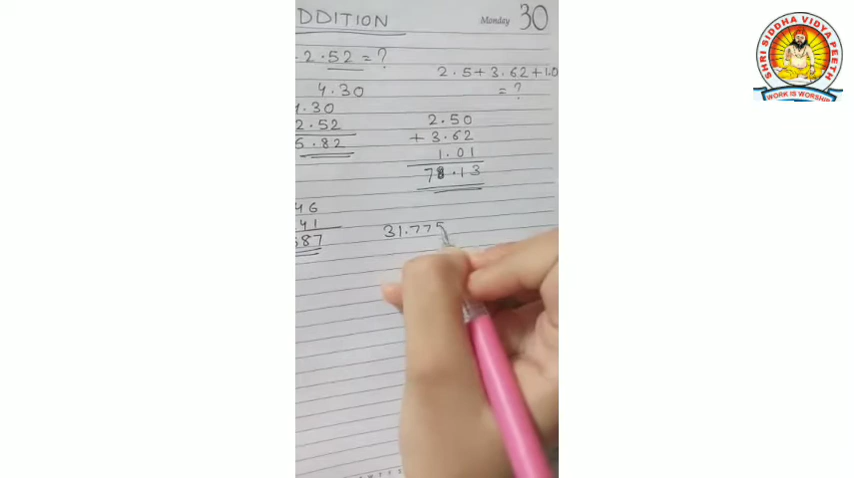 DDITION
Monday 30
.2.52 = ?
4.30
4.30
2.52
5.82
46
41
687
2.5+3.62+1.0
= ?
2.50
+ 3.62
1.01
78.13
31.775
SHRI SIDDHA VIDYA PEETH
WORK IS WORSHIP